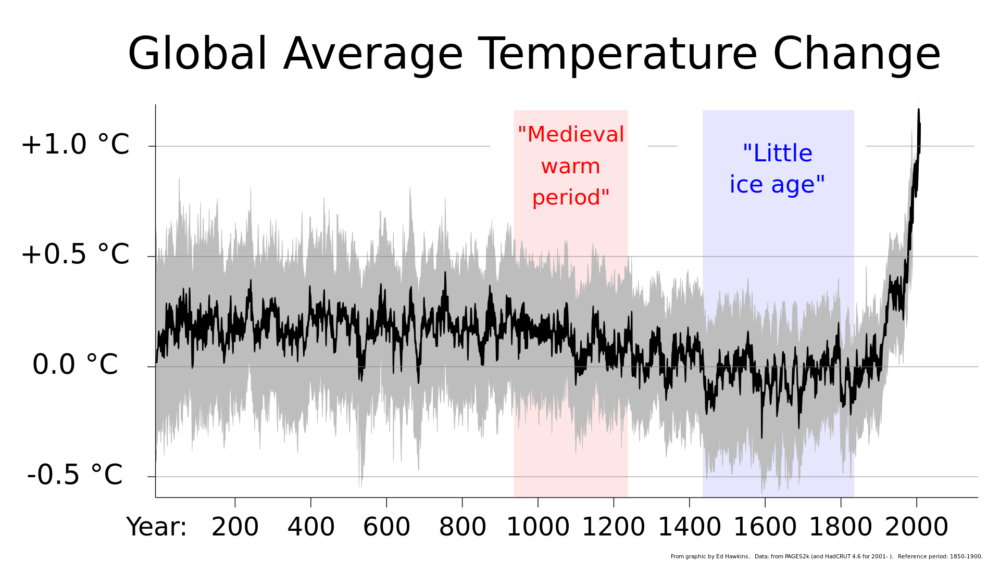 Global Average Temperature Change
"Medieval
warm
period"
"Little
ice age"
+1.0 °C
+0.5 °C
0.0 °C
-0.5 °C
Year: 200 400 600 800 1000 1200 1400 1600 1800 2000
From graphic by Ed Hawkins. Data: from PAGES2k (and HadCRUT 4.6 for 2001- ). Reference period: 1850-1900.